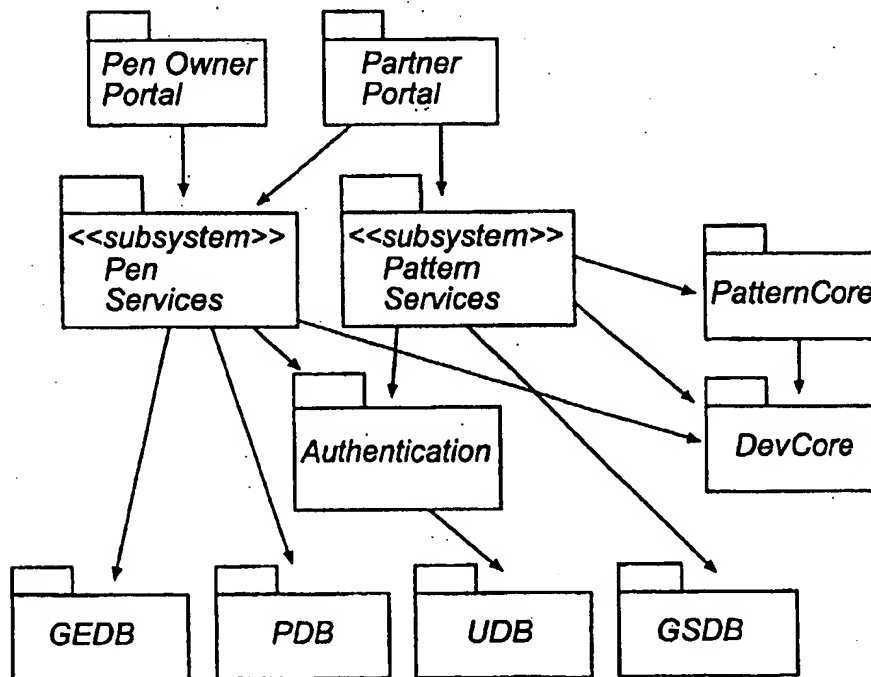 Pen Owner
Portal
Partner
Portal
<<subsystem>>
Pen
Services
<<subsystem>>
Pattern
Services
PatternCore
Authentication
DevCore
GEDB
PDB
UDB
GSDB